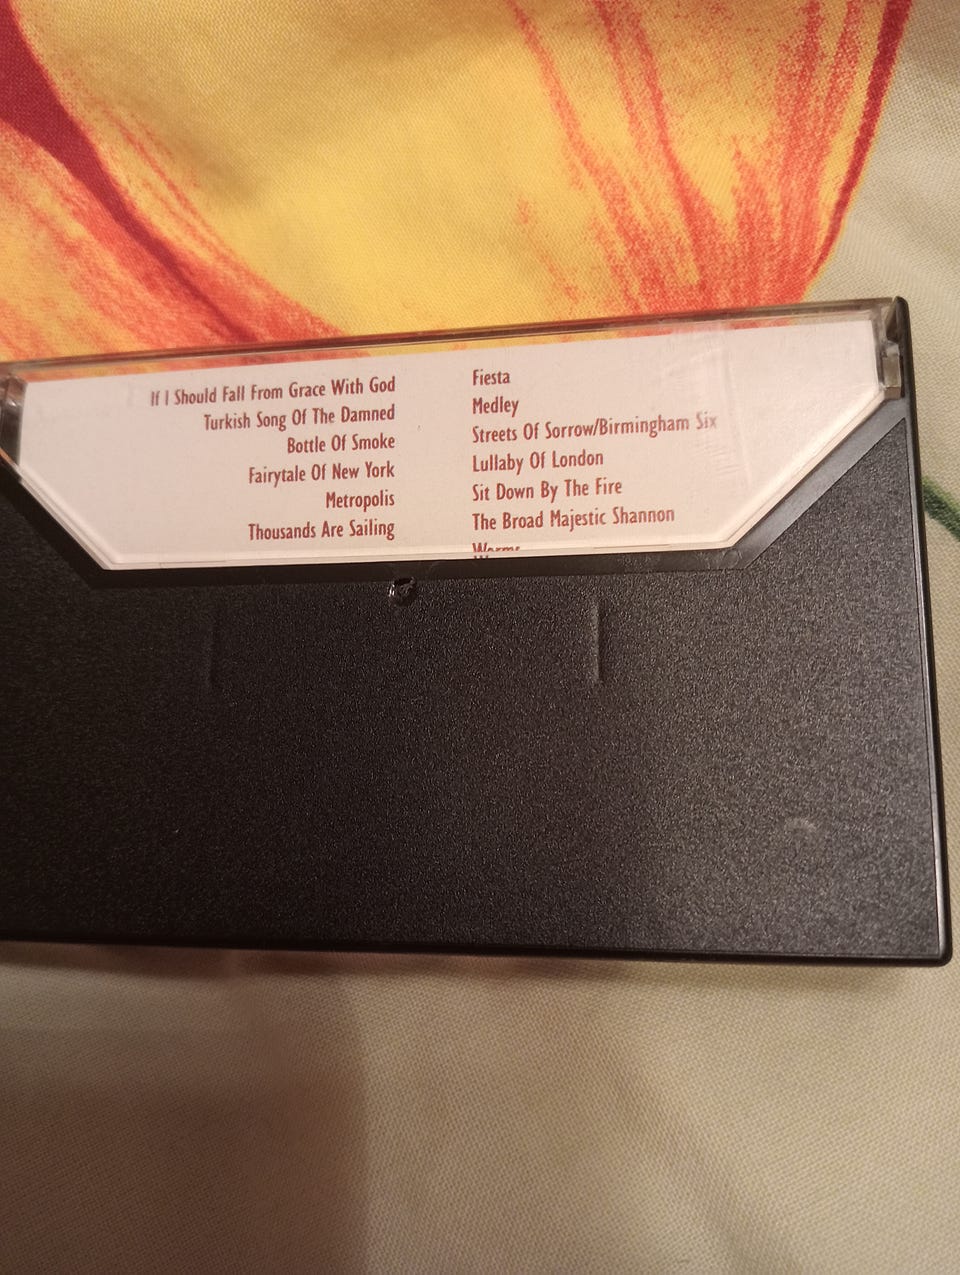 If I Should Fall From Grace With God
Turkish Song Of The Damned
Bottle Of Smoke
Fairytale Of New York
Metropolis
Thousands Are Sailing
Fiesta
Medley
Streets Of Sorrow/Birmingham Six
Lullaby Of London
Sit Down By The Fire
The Broad Majestic Shannon
Worms